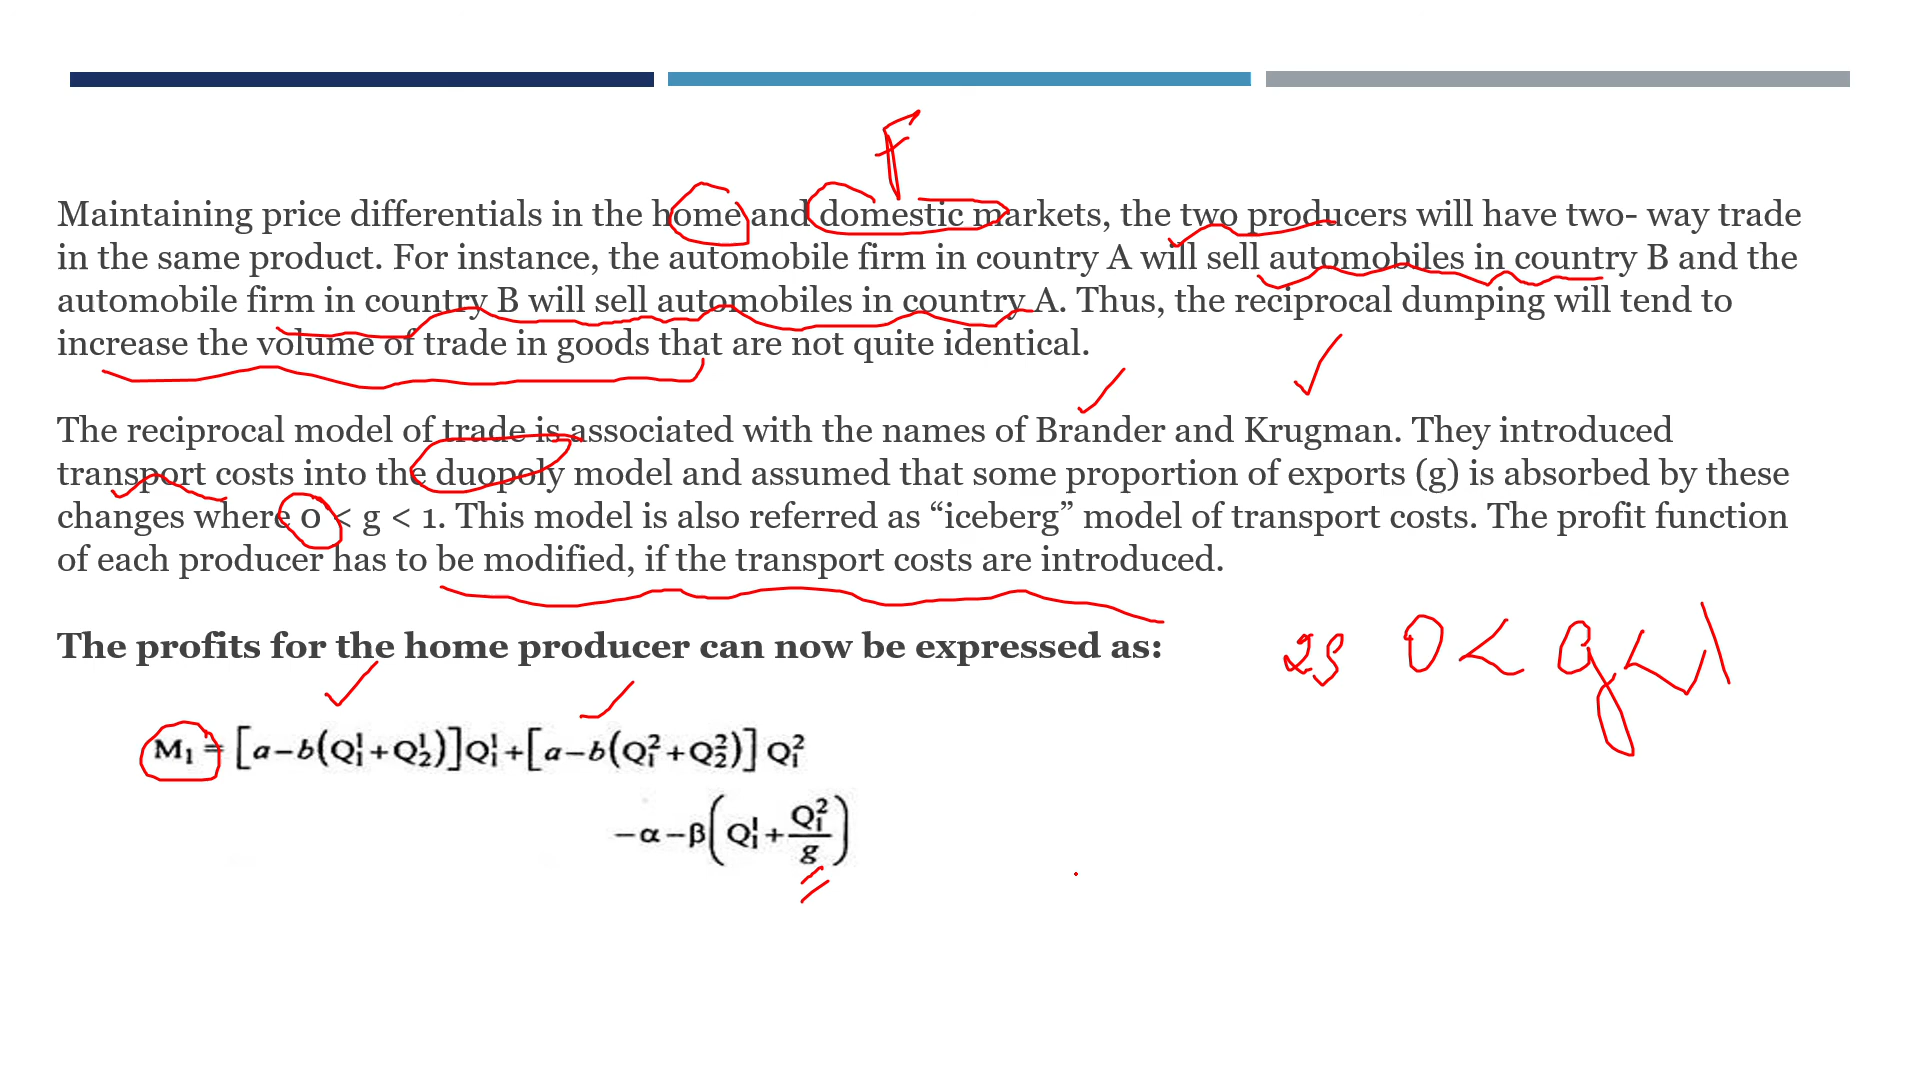 F
Maintaining price differentials in the home and domestic markets, the two producers will have two- way trade
in the same product. For instance, the automobile firm in country A will sell automobiles in country B and the
automobile firm in country B will sell automobiles in country A. Thus, the reciprocal dumping will tend to
increase the volume of trade in goods that are not quite identical.
The reciprocal model of trade is associated with the names of Brander and Krugman. They introduced
transport costs into the duopoly model and assumed that some proportion of exports (g) is absorbed by these
changes where 0 < g < 1. This model is also referred as “iceberg” model of transport costs. The profit function
of each producer has to be modified, if the transport costs are introduced.
The profits for the home producer can now be expressed as:
0 < g < 1
M₁ = [a−b(Q₁¹+Q₂¹)]Q₁¹+[a−b(Q₁²+Q₂²)] Q₁²
−α−β(Q₁¹+Q₁²/g)